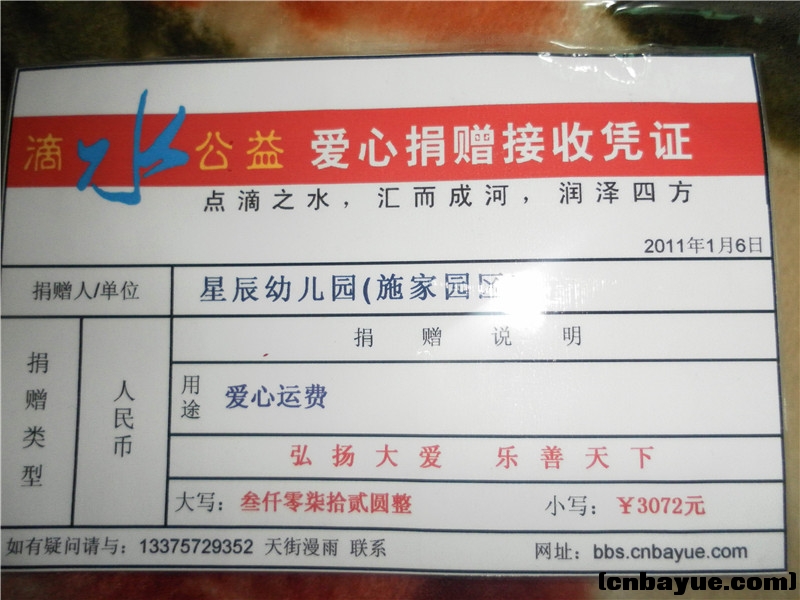 滴水公益 爱心捐赠接收凭证
点滴之水，汇而成河，润泽四方
2011年1月6日
捐赠人/单位 星辰幼儿园(施家园区
捐赠类型 人民币
捐赠说明
用途 爱心运费
弘扬大爱 乐善天下
大写：叁仟零柒拾贰圆整 小写：￥3072元
如有疑问请与：13375729352 天街漫雨 联系 网址：bbs.cnbayue.com
[cnbayue.com]